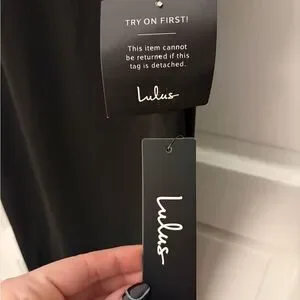 TRY ON FIRST!
This item cannot
be returned if this
tag is detached.
Lulus
Lulus